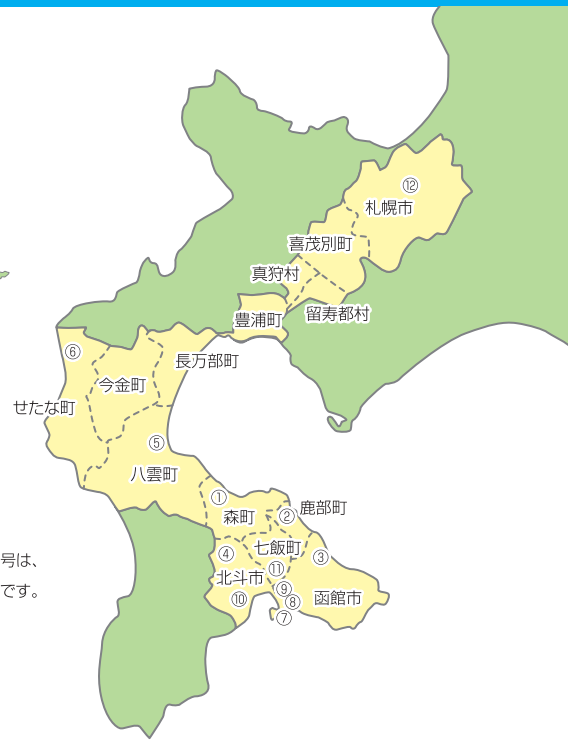 ⑫
札幌市
喜茂別町
真狩村
留寿都村
豊浦町
⑥
長万部町
今金町
せたな町
⑤
八雲町
①
森町
②
鹿部町
④
七飯町
③
号は、
⑪
北斗市
⑨
です。
⑩
⑧
函館市
⑦